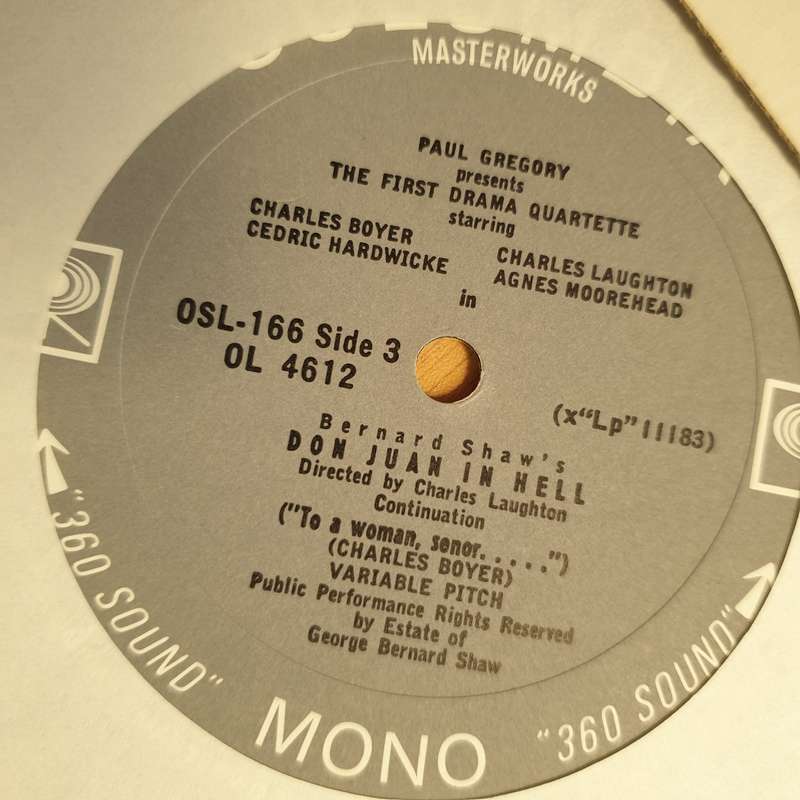 MASTERWORKS
PAUL GREGORY
presents
THE FIRST DRAMA QUARTETTE
starring
CHARLES BOYER
CEDRIC HARDWICKE
CHARLES LAUGHTON
AGNES MOOREHEAD
in
OSL-166 Side 3
OL 4612
(x"Lp"11183)
Bernard Shaw's
DON JUAN IN HELL
Directed by Charles Laughton
Continuation
("To a woman, senor.....")
(CHARLES BOYER)
VARIABLE PITCH
Public Performance Rights Reserved
by Estate of
George Bernard Shaw
"360 SOUND"
MONO
"360 SOUND"